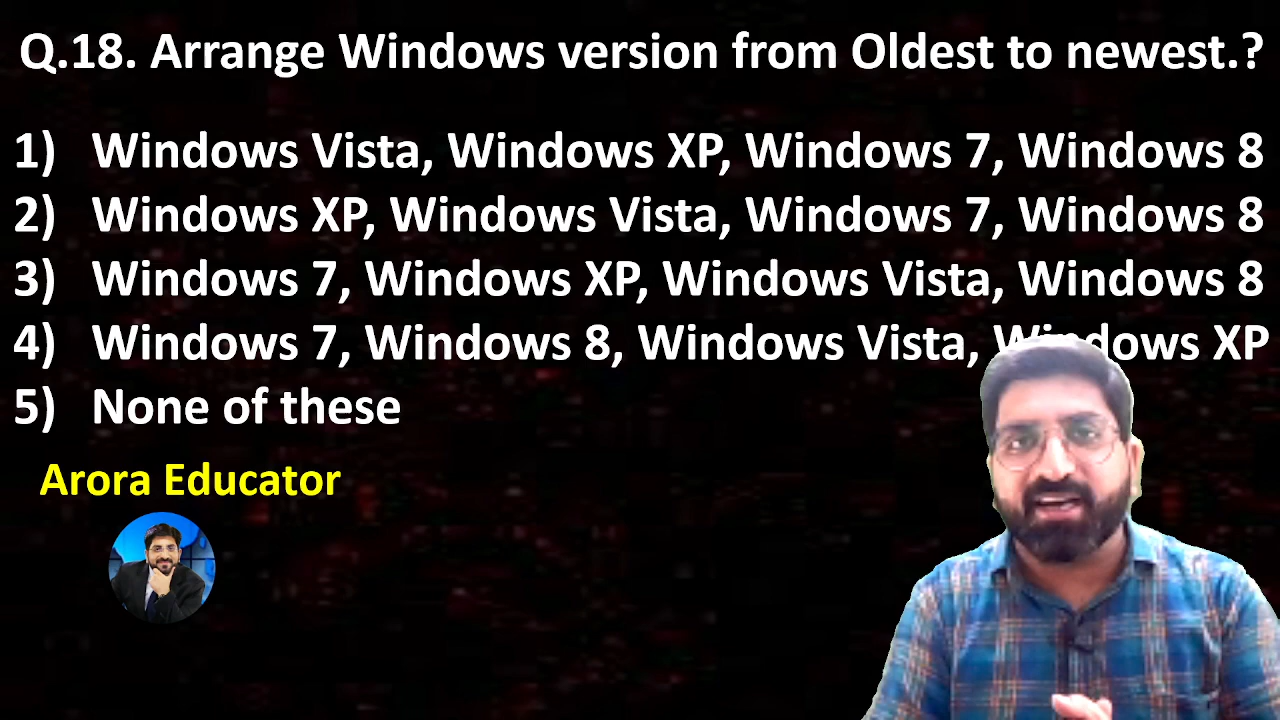 Q.18. Arrange Windows version from Oldest to newest.?
1) Windows Vista, Windows XP, Windows 7, Windows 8
2) Windows XP, Windows Vista, Windows 7, Windows 8
3) Windows 7, Windows XP, Windows Vista, Windows 8
4) Windows 7, Windows 8, Windows Vista, Windows XP
5) None of these
Arora Educator